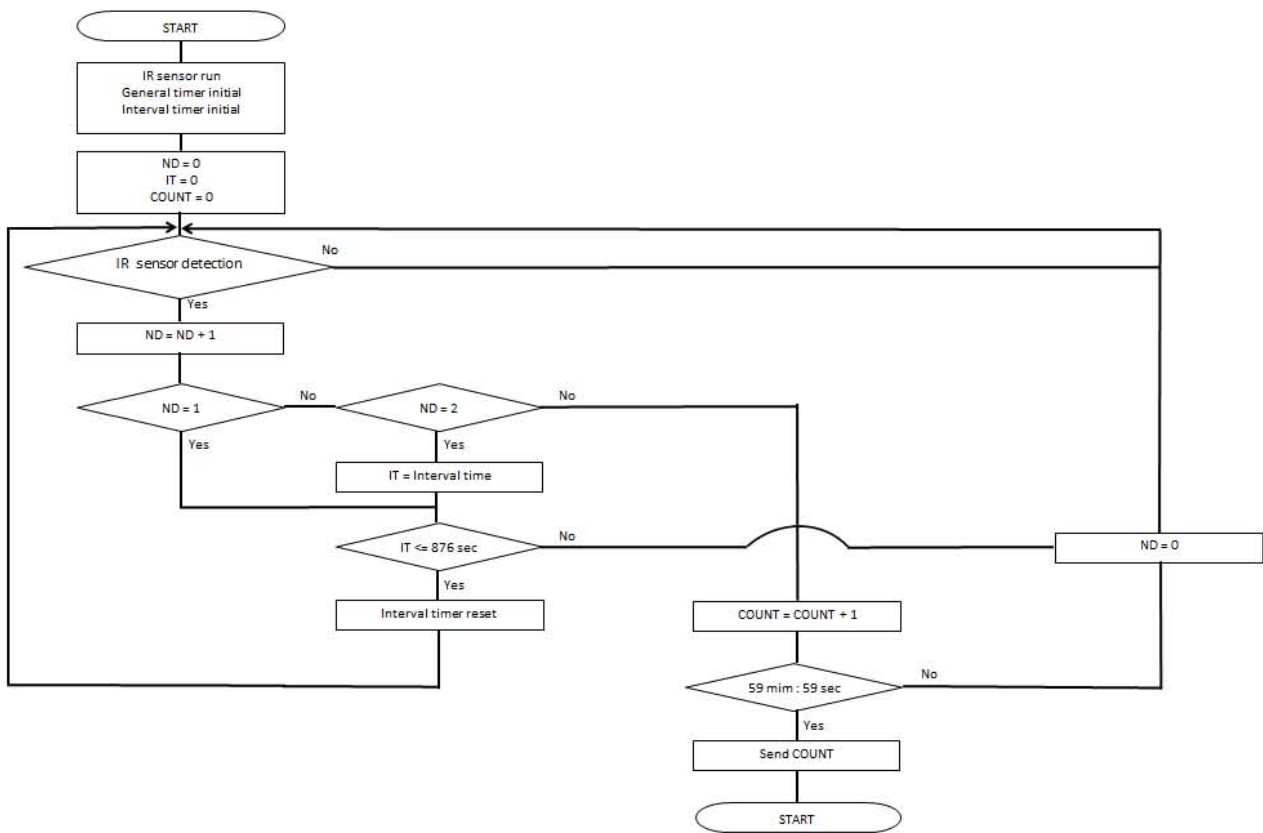 START
IR sensor run
General timer initial
Interval timer initial
ND = 0
IT = 0
COUNT = 0
IR sensor detection
No
Yes
ND = ND + 1
ND = 1
No
ND = 2
No
Yes
Yes
IT = Interval time
IT <= 876 sec
No
ND = 0
Yes
Interval timer reset
COUNT = COUNT + 1
59 mim : 59 sec
No
Yes
Send COUNT
START